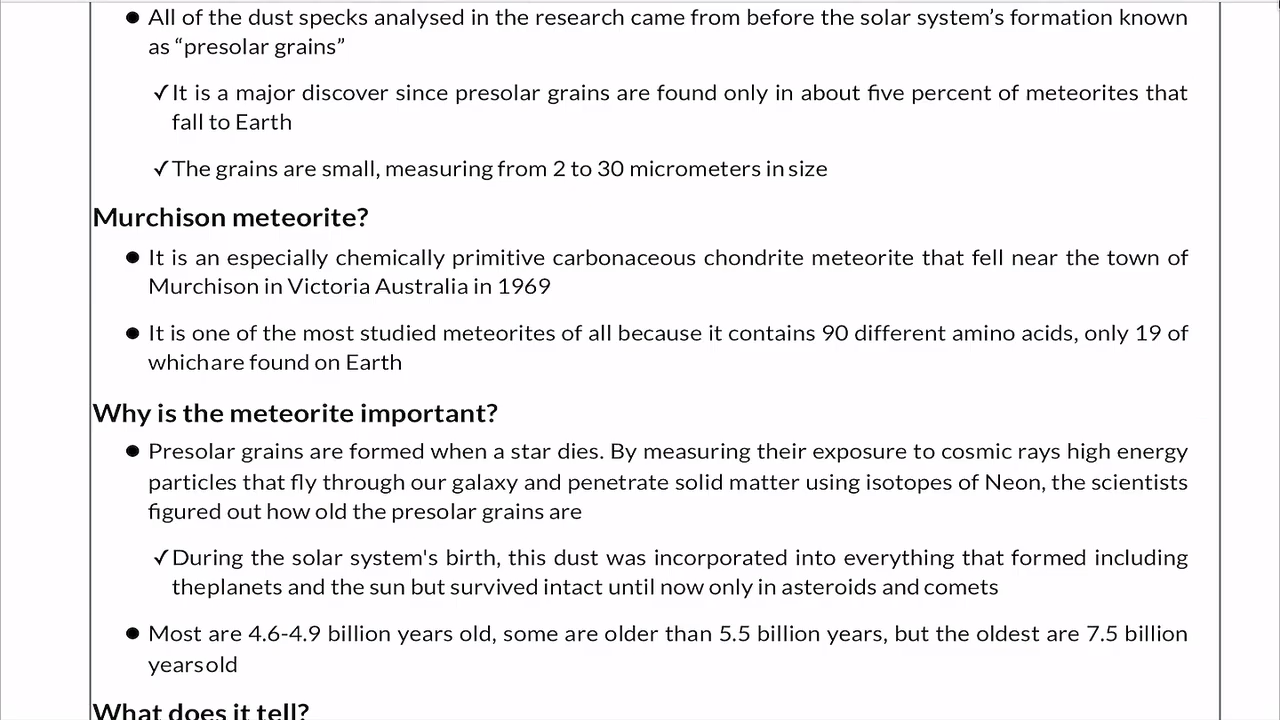 ● All of the dust specks analysed in the research came from before the solar system’s formation known
as “presolar grains”
✓It is a major discover since presolar grains are found only in about five percent of meteorites that
fall to Earth
✓The grains are small, measuring from 2 to 30 micrometers in size
Murchison meteorite?
● It is an especially chemically primitive carbonaceous chondrite meteorite that fell near the town of
Murchison in Victoria Australia in 1969
● It is one of the most studied meteorites of all because it contains 90 different amino acids, only 19 of
whichare found on Earth
Why is the meteorite important?
● Presolar grains are formed when a star dies. By measuring their exposure to cosmic rays high energy
particles that fly through our galaxy and penetrate solid matter using isotopes of Neon, the scientists
figured out how old the presolar grains are
✓During the solar system's birth, this dust was incorporated into everything that formed including
theplanets and the sun but survived intact until now only in asteroids and comets
● Most are 4.6-4.9 billion years old, some are older than 5.5 billion years, but the oldest are 7.5 billion
yearsold
What does it tell?